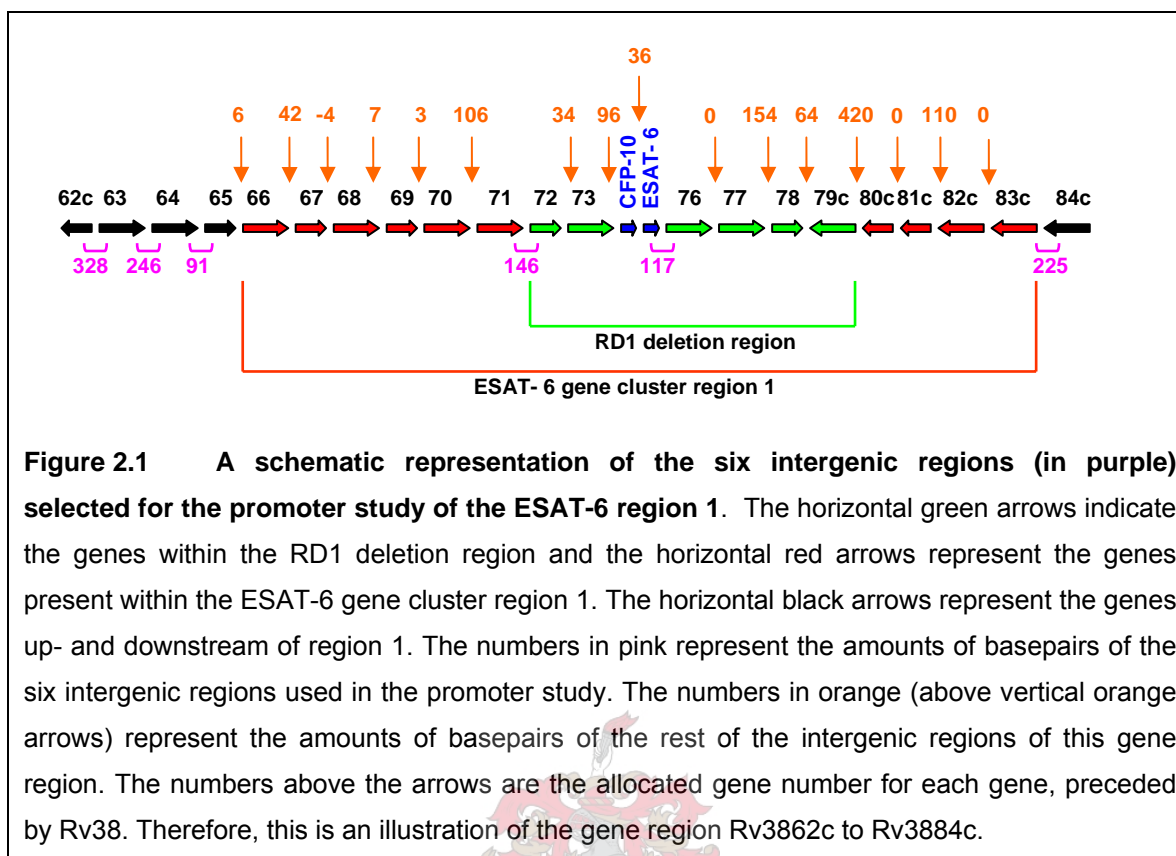 36
6 42 -4 7 3 106 34 96 0 154 64 420 0 110 0
CFP-10
ESAT- 6
62c 63 64 65 66 67 68 69 70 71 72 73 76 77 78 79c 80c 81c 82c 83c 84c
328 246 91 146 117 225
RD1 deletion region
ESAT- 6 gene cluster region 1
Figure 2.1 A schematic representation of the six intergenic regions (in purple)
selected for the promoter study of the ESAT-6 region 1. The horizontal green arrows indicate
the genes within the RD1 deletion region and the horizontal red arrows represent the genes
present within the ESAT-6 gene cluster region 1. The horizontal black arrows represent the genes
up- and downstream of region 1. The numbers in pink represent the amounts of basepairs of the
six intergenic regions used in the promoter study. The numbers in orange (above vertical orange
arrows) represent the amounts of basepairs of the rest of the intergenic regions of this gene
region. The numbers above the arrows are the allocated gene number for each gene, preceded
by Rv38. Therefore, this is an illustration of the gene region Rv3862c to Rv3884c.